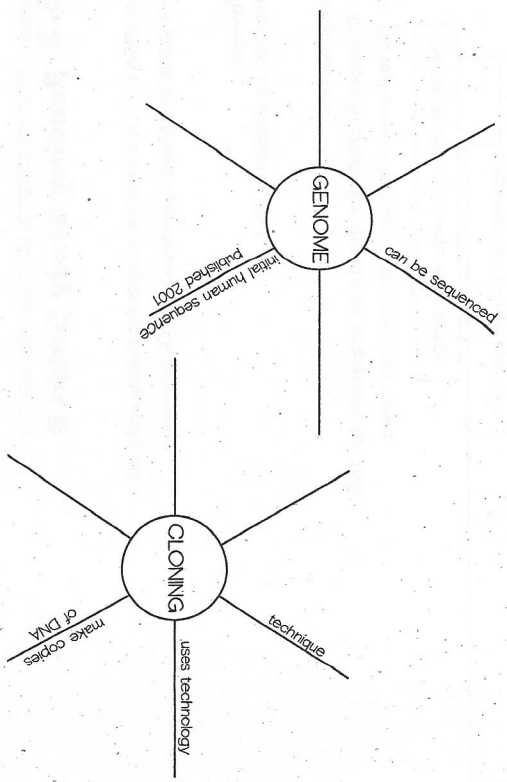 GENOME
can be sequenced
initial human sequence
published 2001
CLONING
technique
uses technology
make copies
of DNA